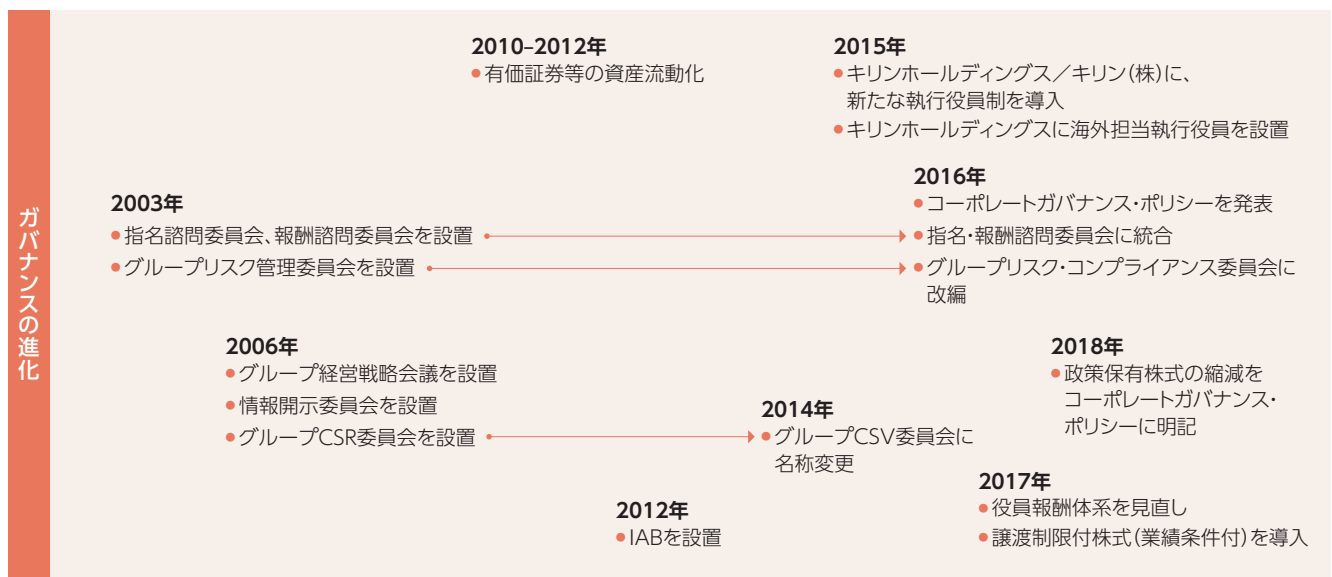 ガバナンスの進化
2010–2012年
●有価証券等の資産流動化
2015年
●キリンホールディングス／キリン(株)に、
新たな執行役員制を導入
●キリンホールディングスに海外担当執行役員を設置
2003年
●指名諮問委員会、報酬諮問委員会を設置
●グループリスク管理委員会を設置
2016年
●コーポレートガバナンス・ポリシーを発表
●指名・報酬諮問委員会に統合
●グループリスク・コンプライアンス委員会に
改編
2006年
●グループ経営戦略会議を設置
●情報開示委員会を設置
●グループCSR委員会を設置
2014年
●グループCSV委員会に
名称変更
2018年
●政策保有株式の縮減を
コーポレートガバナンス・
ポリシーに明記
2012年
●IABを設置
2017年
●役員報酬体系を見直し
●譲渡制限付株式(業績条件付)を導入